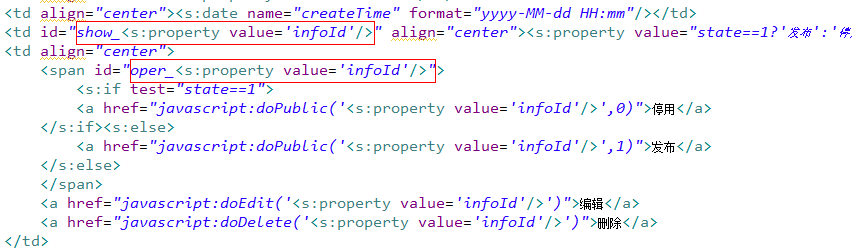 <td align="center"><s:date name="createTime" format="yyyy-MM-dd HH:mm"/></td>
<td id="show_<s:property value='infoId'/>" align="center"><s:property value="state==1?'发布':'停
<td align="center">
<span id="oper_<s:property value='infoId'/>">
<s:if test="state==1">
<a href="javascript:doPublic('<s:property value='infoId'/>',0)">停用</a>
</s:if><s:else>
<a href="javascript:doPublic('<s:property value='infoId'/>',1)">发布</a>
</s:else>
</span>
<a href="javascript:doEdit('<s:property value='infoId'/>')">编辑</a>
<a href="javascript:doDelete('<s:property value='infoId'/>')">删除</a>
</td>